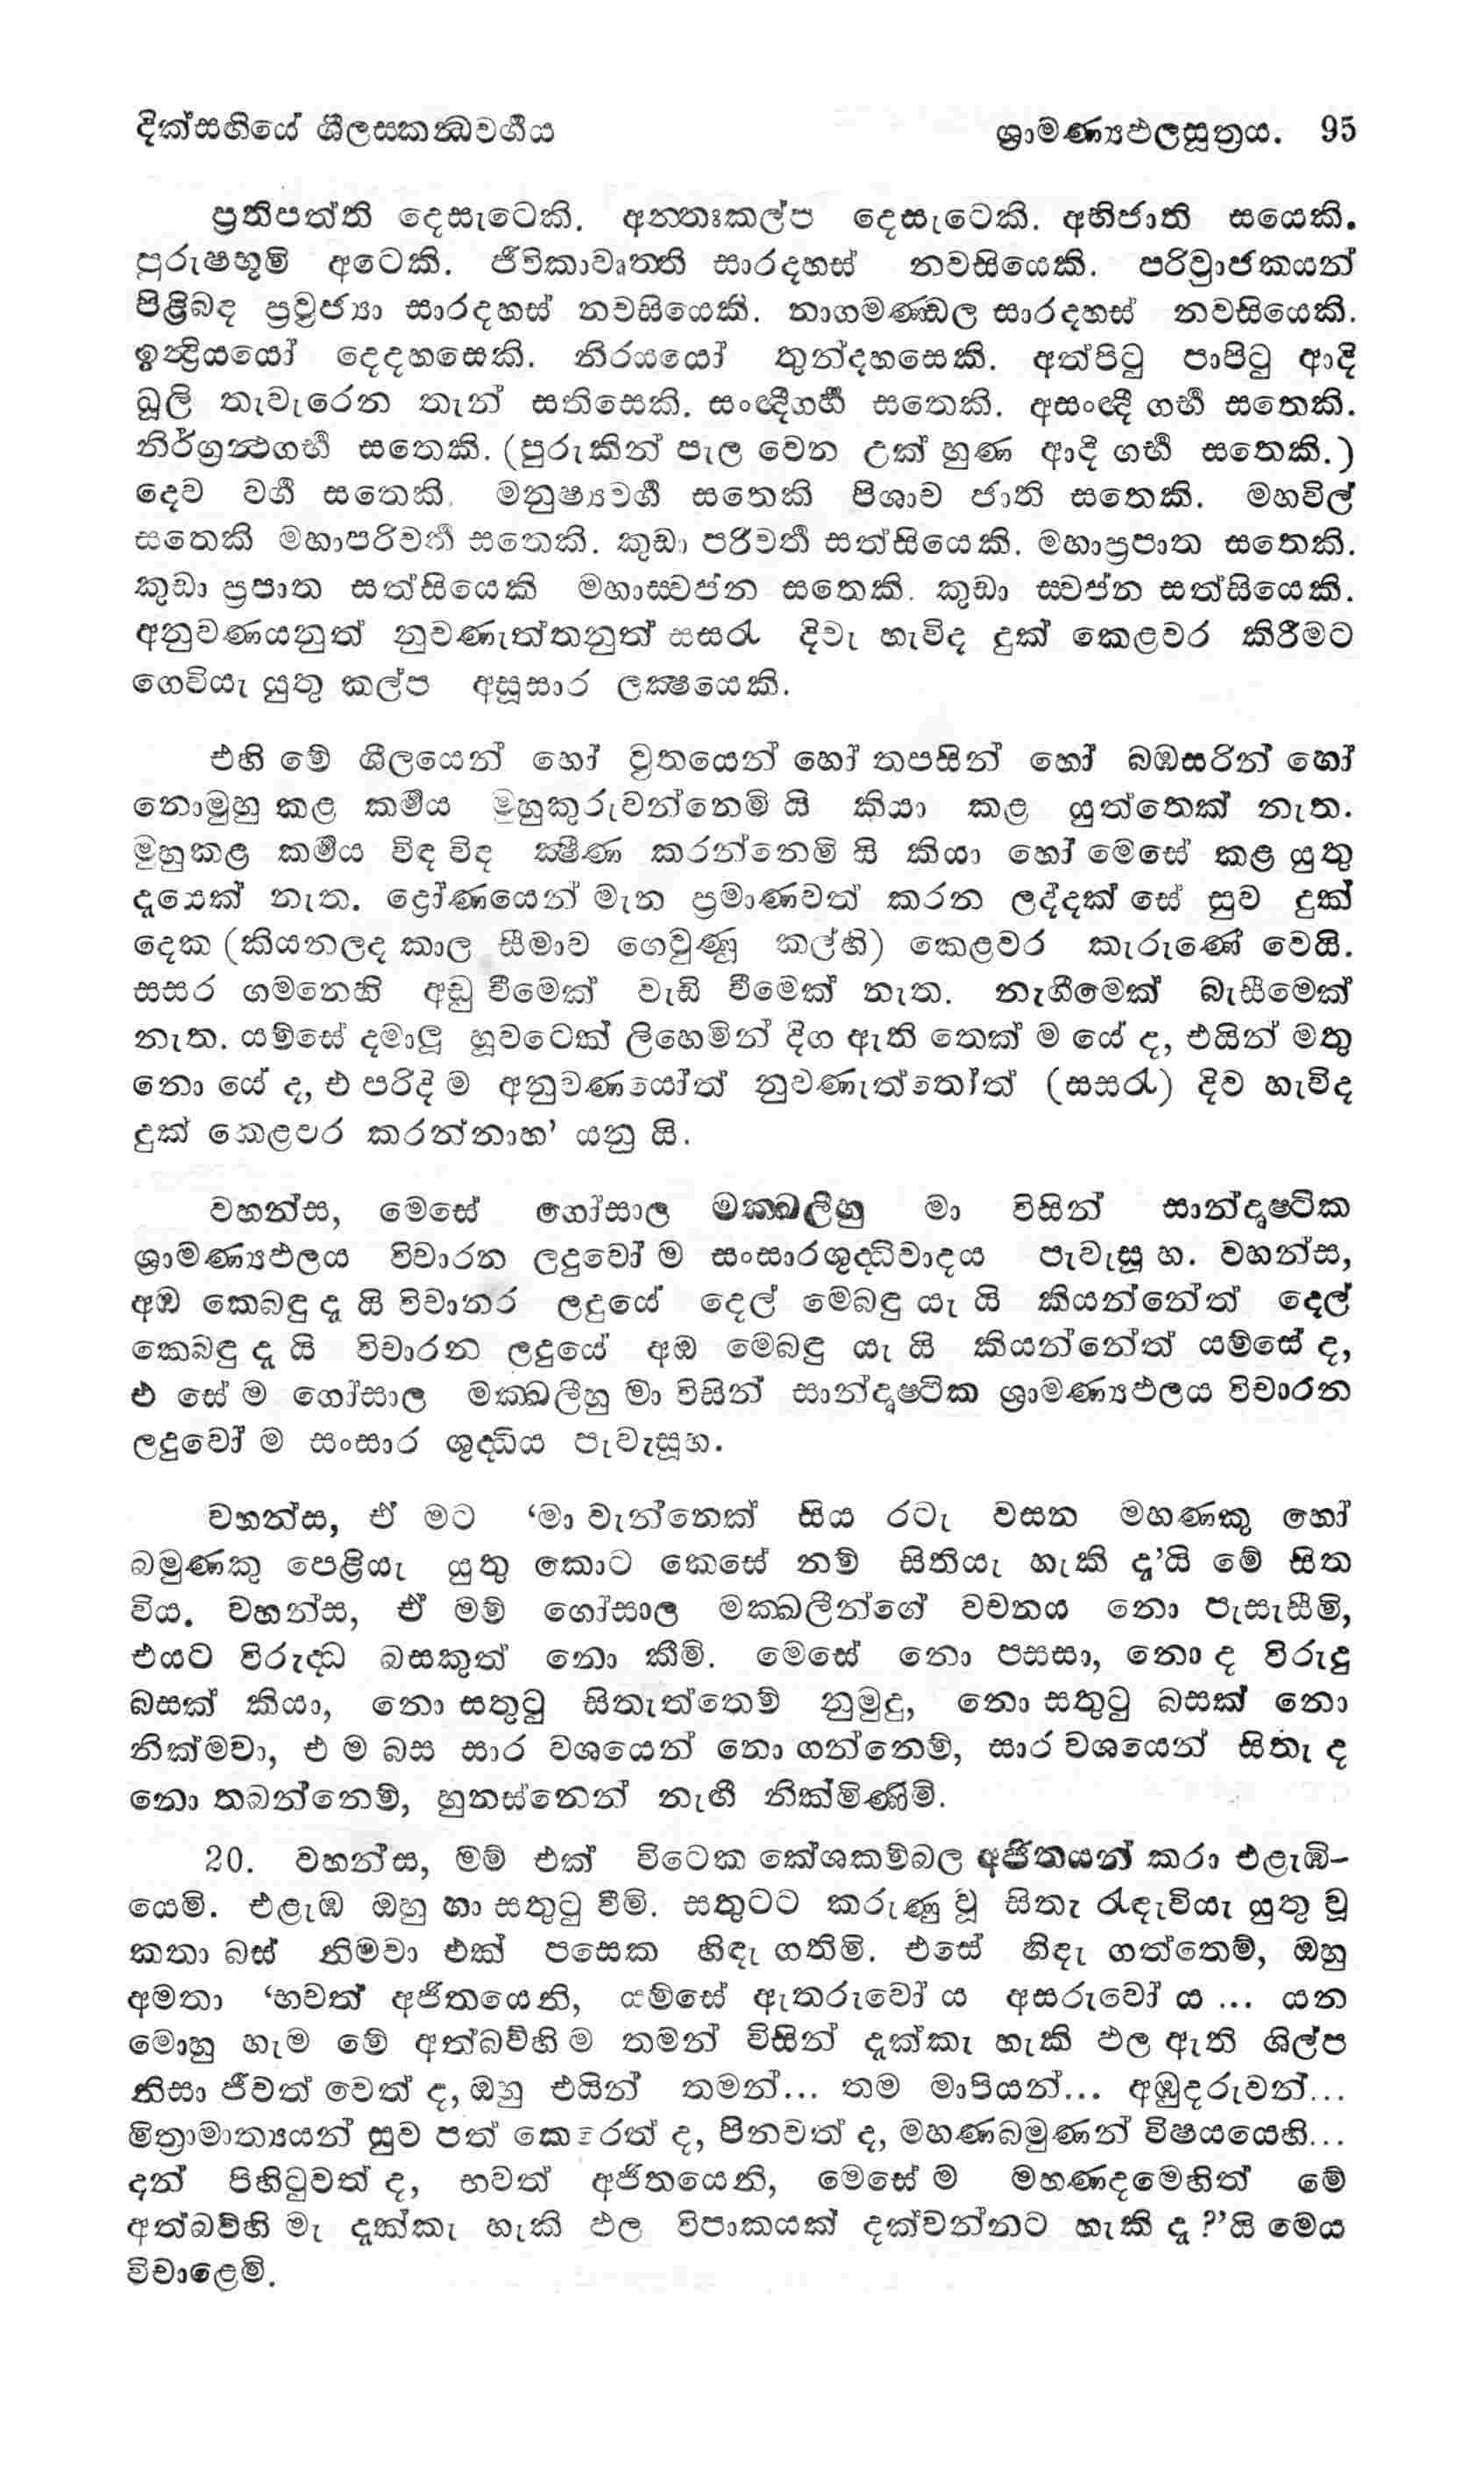 දික්සඟියේ ශීලසකන්‍ධවර්‍ගය ශ්‍රාමණ්‍යඵලසූත්‍රය. 95
ප්‍රතිපත්ති දෙසැටෙකි. අන්තඃකල්ප දෙසැටෙකි. අභිජාති සයෙකි.
පුරුෂභූමි අටෙකි. ජීවිකාවෘත්ති සාරදහස් නවසියෙකි. පරිව්‍රාජකයන්
පිළිබඳ ප්‍රව්‍රජ්‍යා සාරදහස් නවසියෙකි. නාගමණ්ඩල සාරදහස් නවසියෙකි.
ඉන්‍ද්‍රියයෝ දෙදහසෙකි. නිරයයෝ තුන්දහසෙකි. අත්පිටු පාපිටු ආදි
ධූලි තැවැරෙන තැන් සතිසෙකි. සංඥීගර්‍භ සතෙකි. අසංඥී ගර්‍භ සතෙකි.
නිර්ග්‍රන්‍ථගර්‍භ සතෙකි. (පුරුකින් පැල වෙන උක් හුණ ආදි ගර්‍භ සතෙකි.)
දෙව වර්‍ග සතෙකි. මනුෂ්‍යවර්‍ග සතෙකි පිශාච ජාති සතෙකි. මහවිල්
සතෙකි මහාපරිවර්‍ත සතෙකි. කුඩා පරිවර්‍ත සත්සියෙකි. මහාප්‍රපාත සතෙකි.
කුඩා ප්‍රපාත සත්සියෙකි මහාස්වප්න සතෙකි. කුඩා ස්වප්න සත්සියෙකි.
අනුවණයනුත් නුවණැත්තනුත් සසරැ දිවැ හැවිද දුක් කෙළවර කිරීමට
ගෙවියැ යුතු කල්ප අසූසාර ලක්‍ෂයෙකි.
එහි මේ ශීලයෙන් හෝ ව්‍රතයෙන් හෝ තපසින් හෝ බඹසරින් හෝ
නොමුහු කළ කර්‍මය මුහුකුරුවන්නෙමි යි කියා කළ යුත්තෙක් නැත.
මුහුකළ කර්‍මය විඳ විද ක්‍ෂීණ කරන්නෙමි යි කියා හෝ මෙසේ කළ යුතු
දැයෙක් නැත. ද්‍රෝණයෙන් මැන ප්‍රමාණවත් කරන ලද්දක් සේ සුව දුක්
දෙක (කියනලද කාල සීමාව ගෙවුණු කල්හි) කෙළවර කැරුණේ වෙයි.
සසර ගමනෙහි අඩු වීමෙක් වැඩි වීමෙක් නැත. නැගීමෙක් බැසීමෙක්
නැත. යම්සේ දමාලූ හූවටෙක් ලිහෙමින් දිග ඇති තෙක් ම යේ ද, එයින් මතු
නො යේ ද, එ පරිදි ම අනුවණයෝත් නුවණැත්තෝත් (සසරැ) දිව හැවිද
දුක් කෙළවර කරන්නාහ’ යනු යි.
වහන්ස, මෙසේ ගෝසාල මක්ඛලීහු මා විසින් සාන්දෘෂ්ටික
ශ්‍රාමණ්‍යඵලය විචාරන ලදුවෝ ම සංසාරශුද්ධිවාදය පැවැසූ හ. වහන්ස,
අඹ කෙබඳු දැ යි විචානර ලදුයේ දෙල් මෙබඳු යැ යි කියන්නේත් දෙල්
කෙබඳු දැ යි විචාරන ලදුයේ අඹ මෙබඳු යැ යි කියන්නේත් යම්සේ ද,
එ සේ ම ගෝසාල මක්ඛලීහු මා විසින් සාන්දෘෂ්ටික ශ්‍රාමණ්‍යඵලය විචාරන
ලදුවෝ ම සංසාර ශුද්ධිය පැවැසූහ.
වහන්ස, ඒ මට ‘මා වැන්නෙක් සිය රටැ වසන මහණකු හෝ
බමුණකු පෙළියැ යුතු කොට කෙසේ නම් සිතියැ හැකි දැ’යි මේ සිත
විය. වහන්ස, ඒ මම් ගෝසාල මක්ඛලීන්ගේ වචනය නො පැසැසීමි,
එයට විරුද්ධ බසකුත් නො කීමි. මෙසේ නො පසසා, නො ද විරුදු
බසක් කියා, නො සතුටු සිතැත්තෙම් නුමුදු, නො සතුටු බසක් නො
නික්මවා, එ ම බස සාර වශයෙන් නො ගන්නෙම්, සාර වශයෙන් සිතැ ද
නො තබන්නෙම්, හුනස්නෙන් නැඟී නික්මිණිමි.
20. වහන්ස, මම් එක් විටෙක කේශකම්බල අජිතයන් කරා එළැඹි-
යෙමි. එළැඹ ඔහු හා සතුටු වීමි. සතුටට කරුණු වූ සිතැ රැඳැවියැ යුතු වූ
කතා බස් නිමවා එක් පසෙක හිඳැ ගතිමි. එසේ හිඳැ ගත්තෙම්, ඔහු
අමතා ‘භවත් අජිතයෙනි, යම්සේ ඇතරුවෝ ය අසරුවෝ ය ... යන
මොහු හැම මේ අත්බව්හි ම තමන් විසින් දැක්කැ හැකි ඵල ඇති ශිල්ප
නිසා ජීවත් වෙත් ද, ඔහු එයින් තමන්... තම මාපියන්... අඹුදරුවන්...
මිත්‍රාමාත්‍යයන් සුව පත් කෙරෙත් ද, පිනවත් ද, මහණබමුණන් විෂයයෙහි...
දන් පිහිටුවත් ද, භවත් අජිතයෙනි, මෙසේ ම මහණදමෙහිත් මේ
අත්බව්හි මැ දැක්කැ හැකි ඵල විපාකයක් දක්වන්නට හැකි දැ ?’යි මෙය
විචාළෙමි.